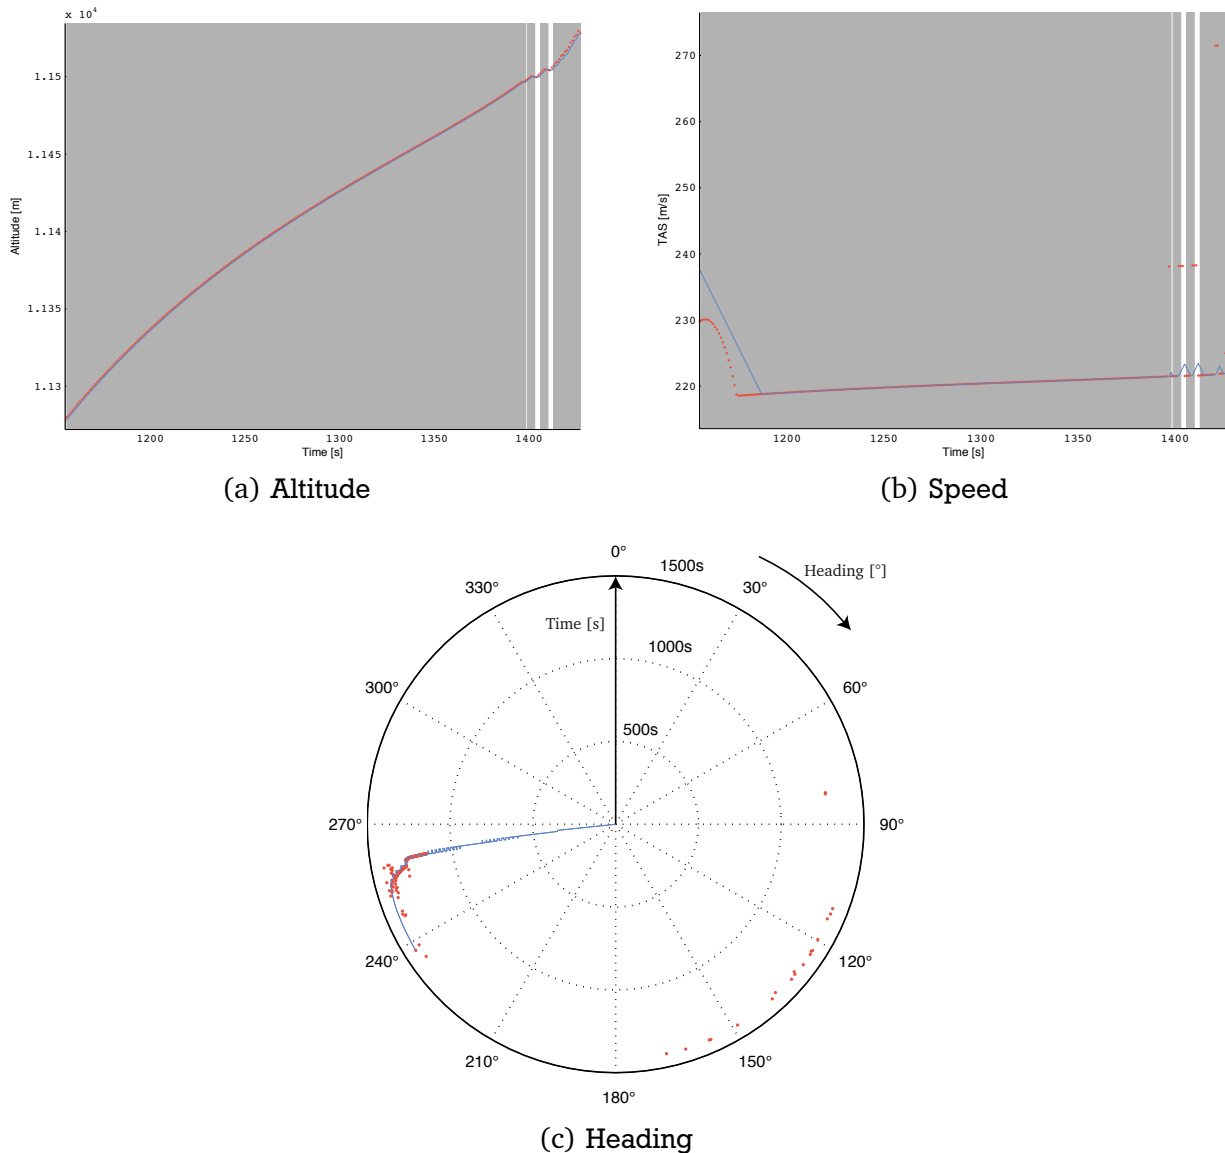 x 10⁴
1.15
1.145
1.14
1.135
1.13
Altitude [m]
1200 1250 1300 1350 1400
Time [s]
(a) Altitude
270
260
250
240
230
220
TAS [m/s]
1200 1250 1300 1350 1400
Time [s]
(b) Speed
0°
1500s
Heading [°]
330°
30°
Time [s]
1000s
300°
60°
500s
270°
90°
240°
120°
210°
150°
180°
(c) Heading